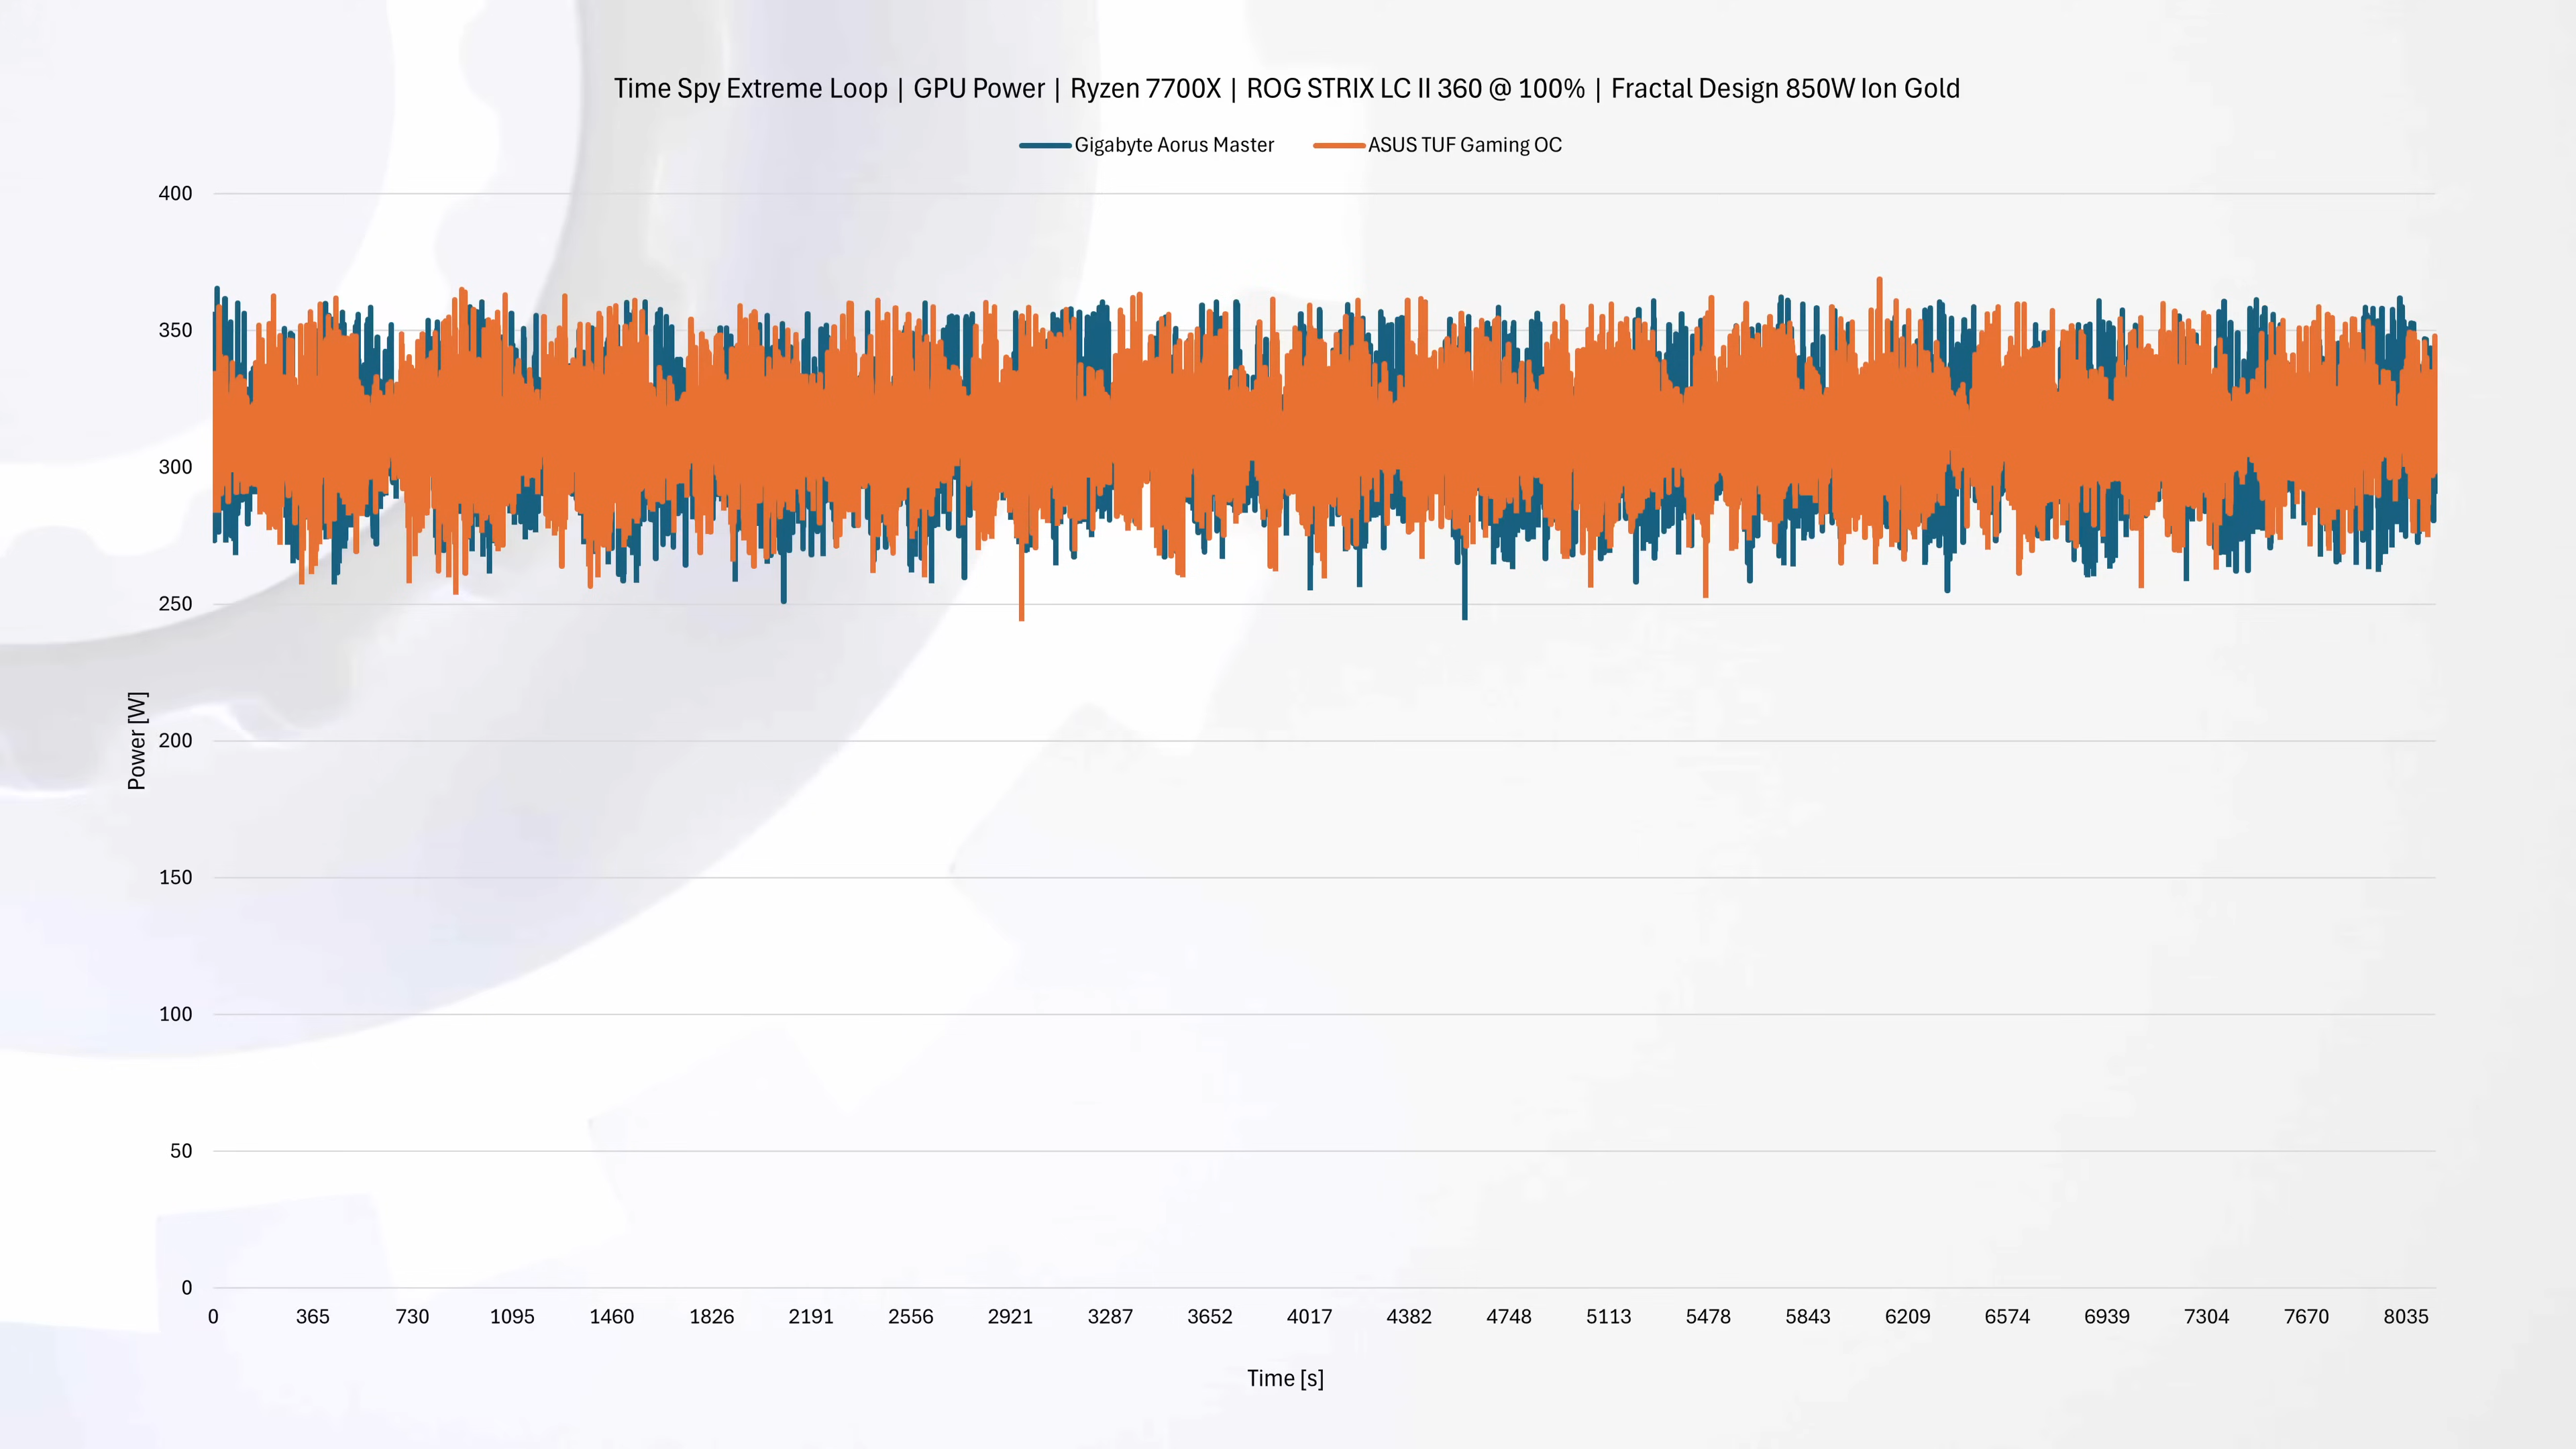 Time Spy Extreme Loop | GPU Power | Ryzen 7700X | ROG STRIX LC II 360 @ 100% | Fractal Design 850W Ion Gold
Gigabyte Aorus Master ASUS TUF Gaming OC
400
350
300
250
200
150
100
50
0
Power [W]
0 365 730 1095 1460 1826 2191 2556 2921 3287 3652 4017 4382 4748 5113 5478 5843 6209 6574 6939 7304 7670 8035
Time [s]